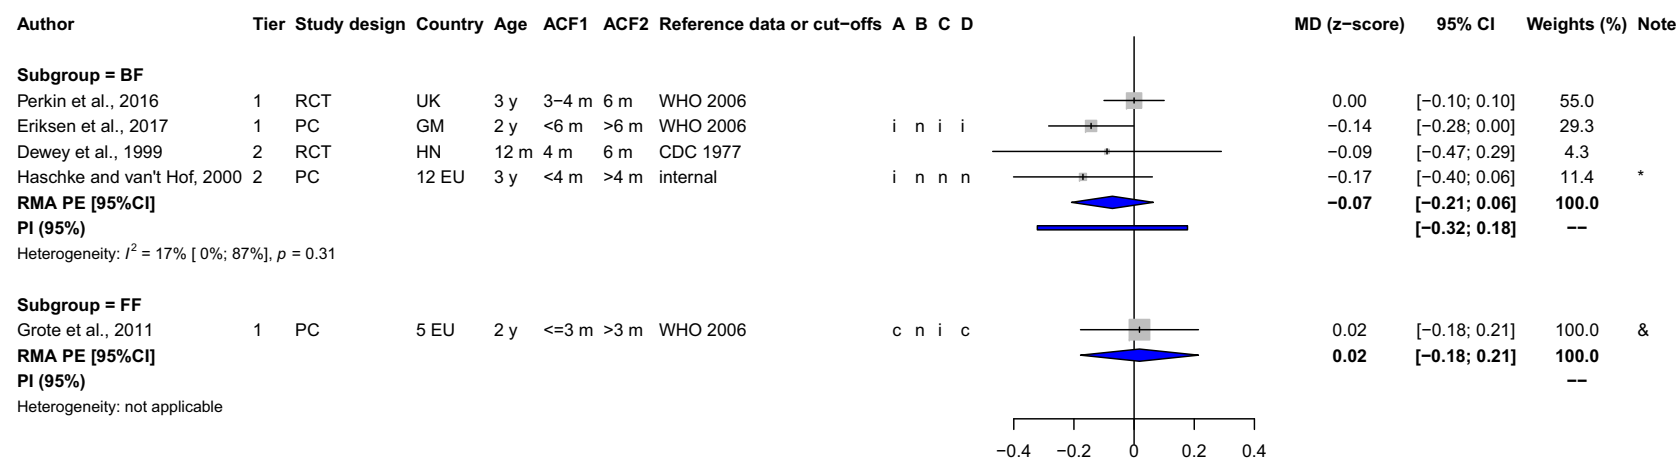 Author Tier Study design Country Age ACF1 ACF2 Reference data or cut−offs A B C D MD (z−score) 95% CI Weights (%) Note
Subgroup = BF
Perkin et al., 2016 1 RCT UK 3 y 3−4 m 6 m WHO 2006 0.00 [−0.10; 0.10] 55.0
Eriksen et al., 2017 1 PC GM 2 y <6 m >6 m WHO 2006 i n i i −0.14 [−0.28; 0.00] 29.3
Dewey et al., 1999 2 RCT HN 12 m 4 m 6 m CDC 1977 −0.09 [−0.47; 0.29] 4.3
Haschke and van't Hof, 2000 2 PC 12 EU 3 y <4 m >4 m internal i n n n −0.17 [−0.40; 0.06] 11.4 *
RMA PE [95%CI] −0.07 [−0.21; 0.06] 100.0
PI (95%) [−0.32; 0.18] −−
Heterogeneity: I² = 17% [ 0%; 87%], p = 0.31
Subgroup = FF
Grote et al., 2011 1 PC 5 EU 2 y <=3 m >3 m WHO 2006 c n i c 0.02 [−0.18; 0.21] 100.0 &
RMA PE [95%CI] 0.02 [−0.18; 0.21] 100.0
PI (95%) −−
Heterogeneity: not applicable
−0.4 −0.2 0 0.2 0.4